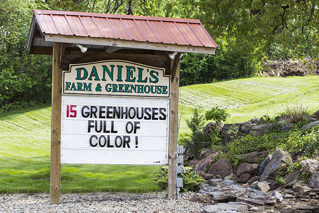 DANIEL'S
FARM & GREENHOUSE
15 GREENHOUSES
FULL OF
COLOR!